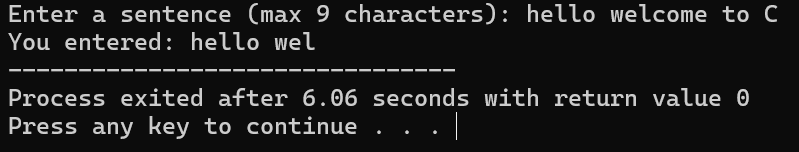 Enter a sentence (max 9 characters): hello welcome to C
You entered: hello wel
--------------------------------
Process exited after 6.06 seconds with return value 0
Press any key to continue . . .